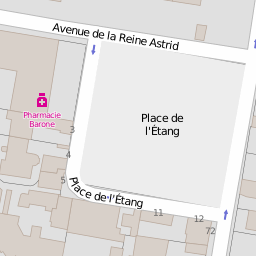 Avenue de la Reine Astrid
Pharmacie
Barone
Place de
l'Étang
3
4
5
Place de l'Étang
11
12
72